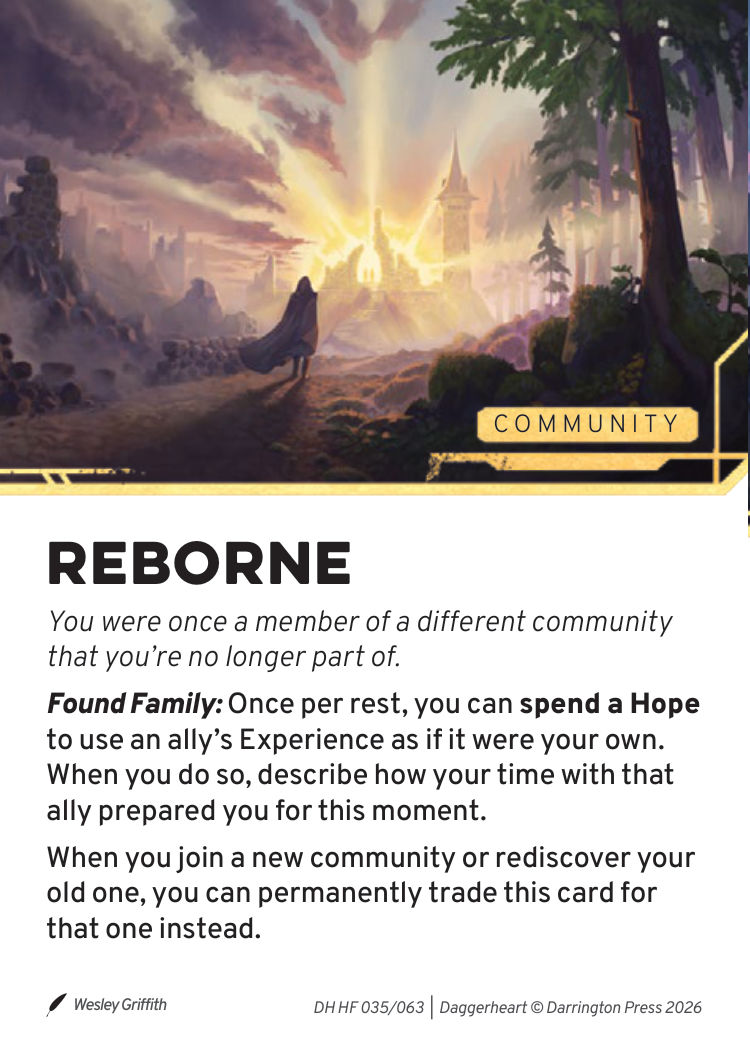 COMMUNITY
REBORNE
You were once a member of a different community
that you’re no longer part of.
Found Family: Once per rest, you can spend a Hope
to use an ally’s Experience as if it were your own.
When you do so, describe how your time with that
ally prepared you for this moment.
When you join a new community or rediscover your
old one, you can permanently trade this card for
that one instead.
Wesley Griffith
DH HF 035/063 | Daggerheart © Darrington Press 2026